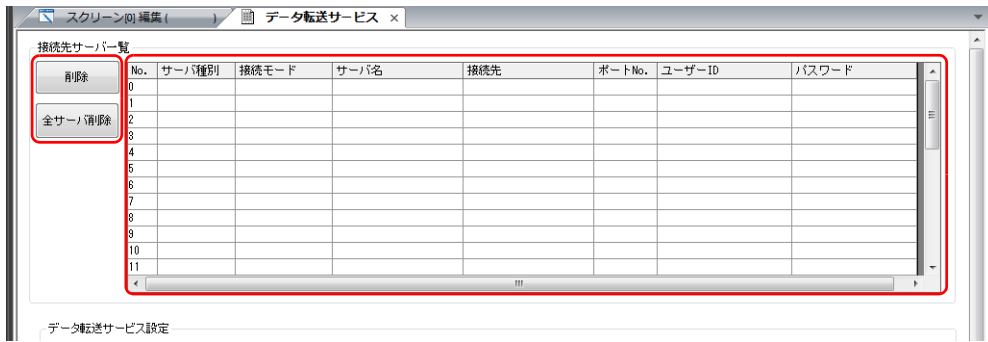 スクリーン[0] 編集 ( ) データ転送サービス ×
接続先サーバ一覧
削除
全サーバ削除
No. サーバ種別 接続モード サーバ名 接続先 ポートNo. ユーザーID パスワード
0
1
2
3
4
5
6
7
8
9
10
11
データ転送サービス設定